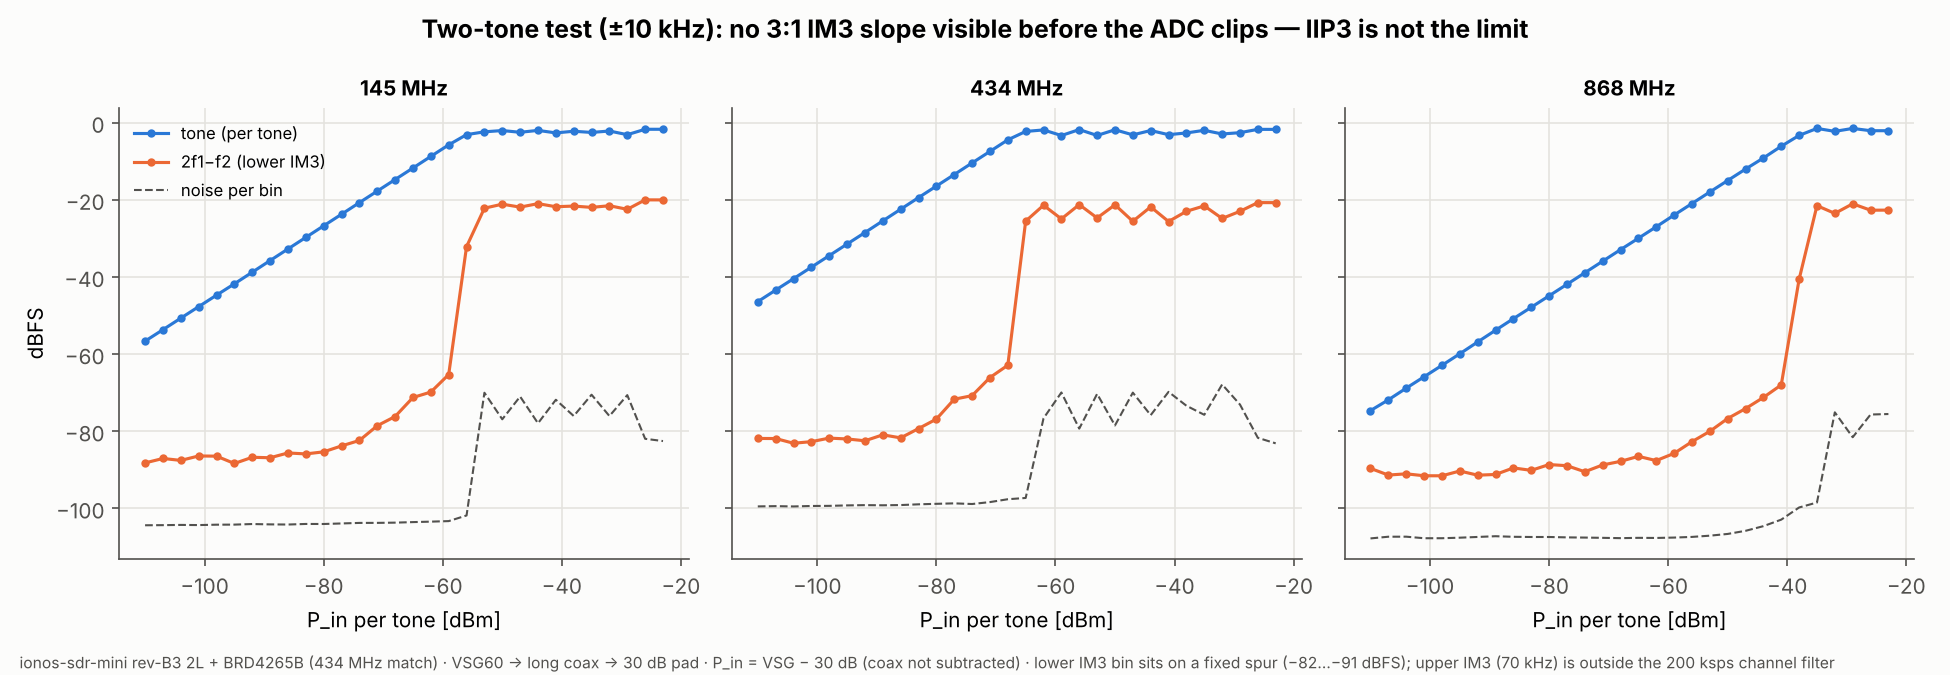 Two-tone test (±10 kHz): no 3:1 IM3 slope visible before the ADC clips — IIP3 is not the limit
145 MHz
434 MHz
868 MHz
tone (per tone)
2f1−f2 (lower IM3)
noise per bin
dBFS
0
−20
−40
−60
−80
−100
−100 −80 −60 −40 −20
−100 −80 −60 −40 −20
−100 −80 −60 −40 −20
P_in per tone [dBm]
P_in per tone [dBm]
P_in per tone [dBm]
ionos-sdr-mini rev-B3 2L + BRD4265B (434 MHz match) · VSG60 → long coax → 30 dB pad · P_in = VSG − 30 dB (coax not subtracted) · lower IM3 bin sits on a fixed spur (−82…−91 dBFS); upper IM3 (70 kHz) is outside the 200 ksps channel filter